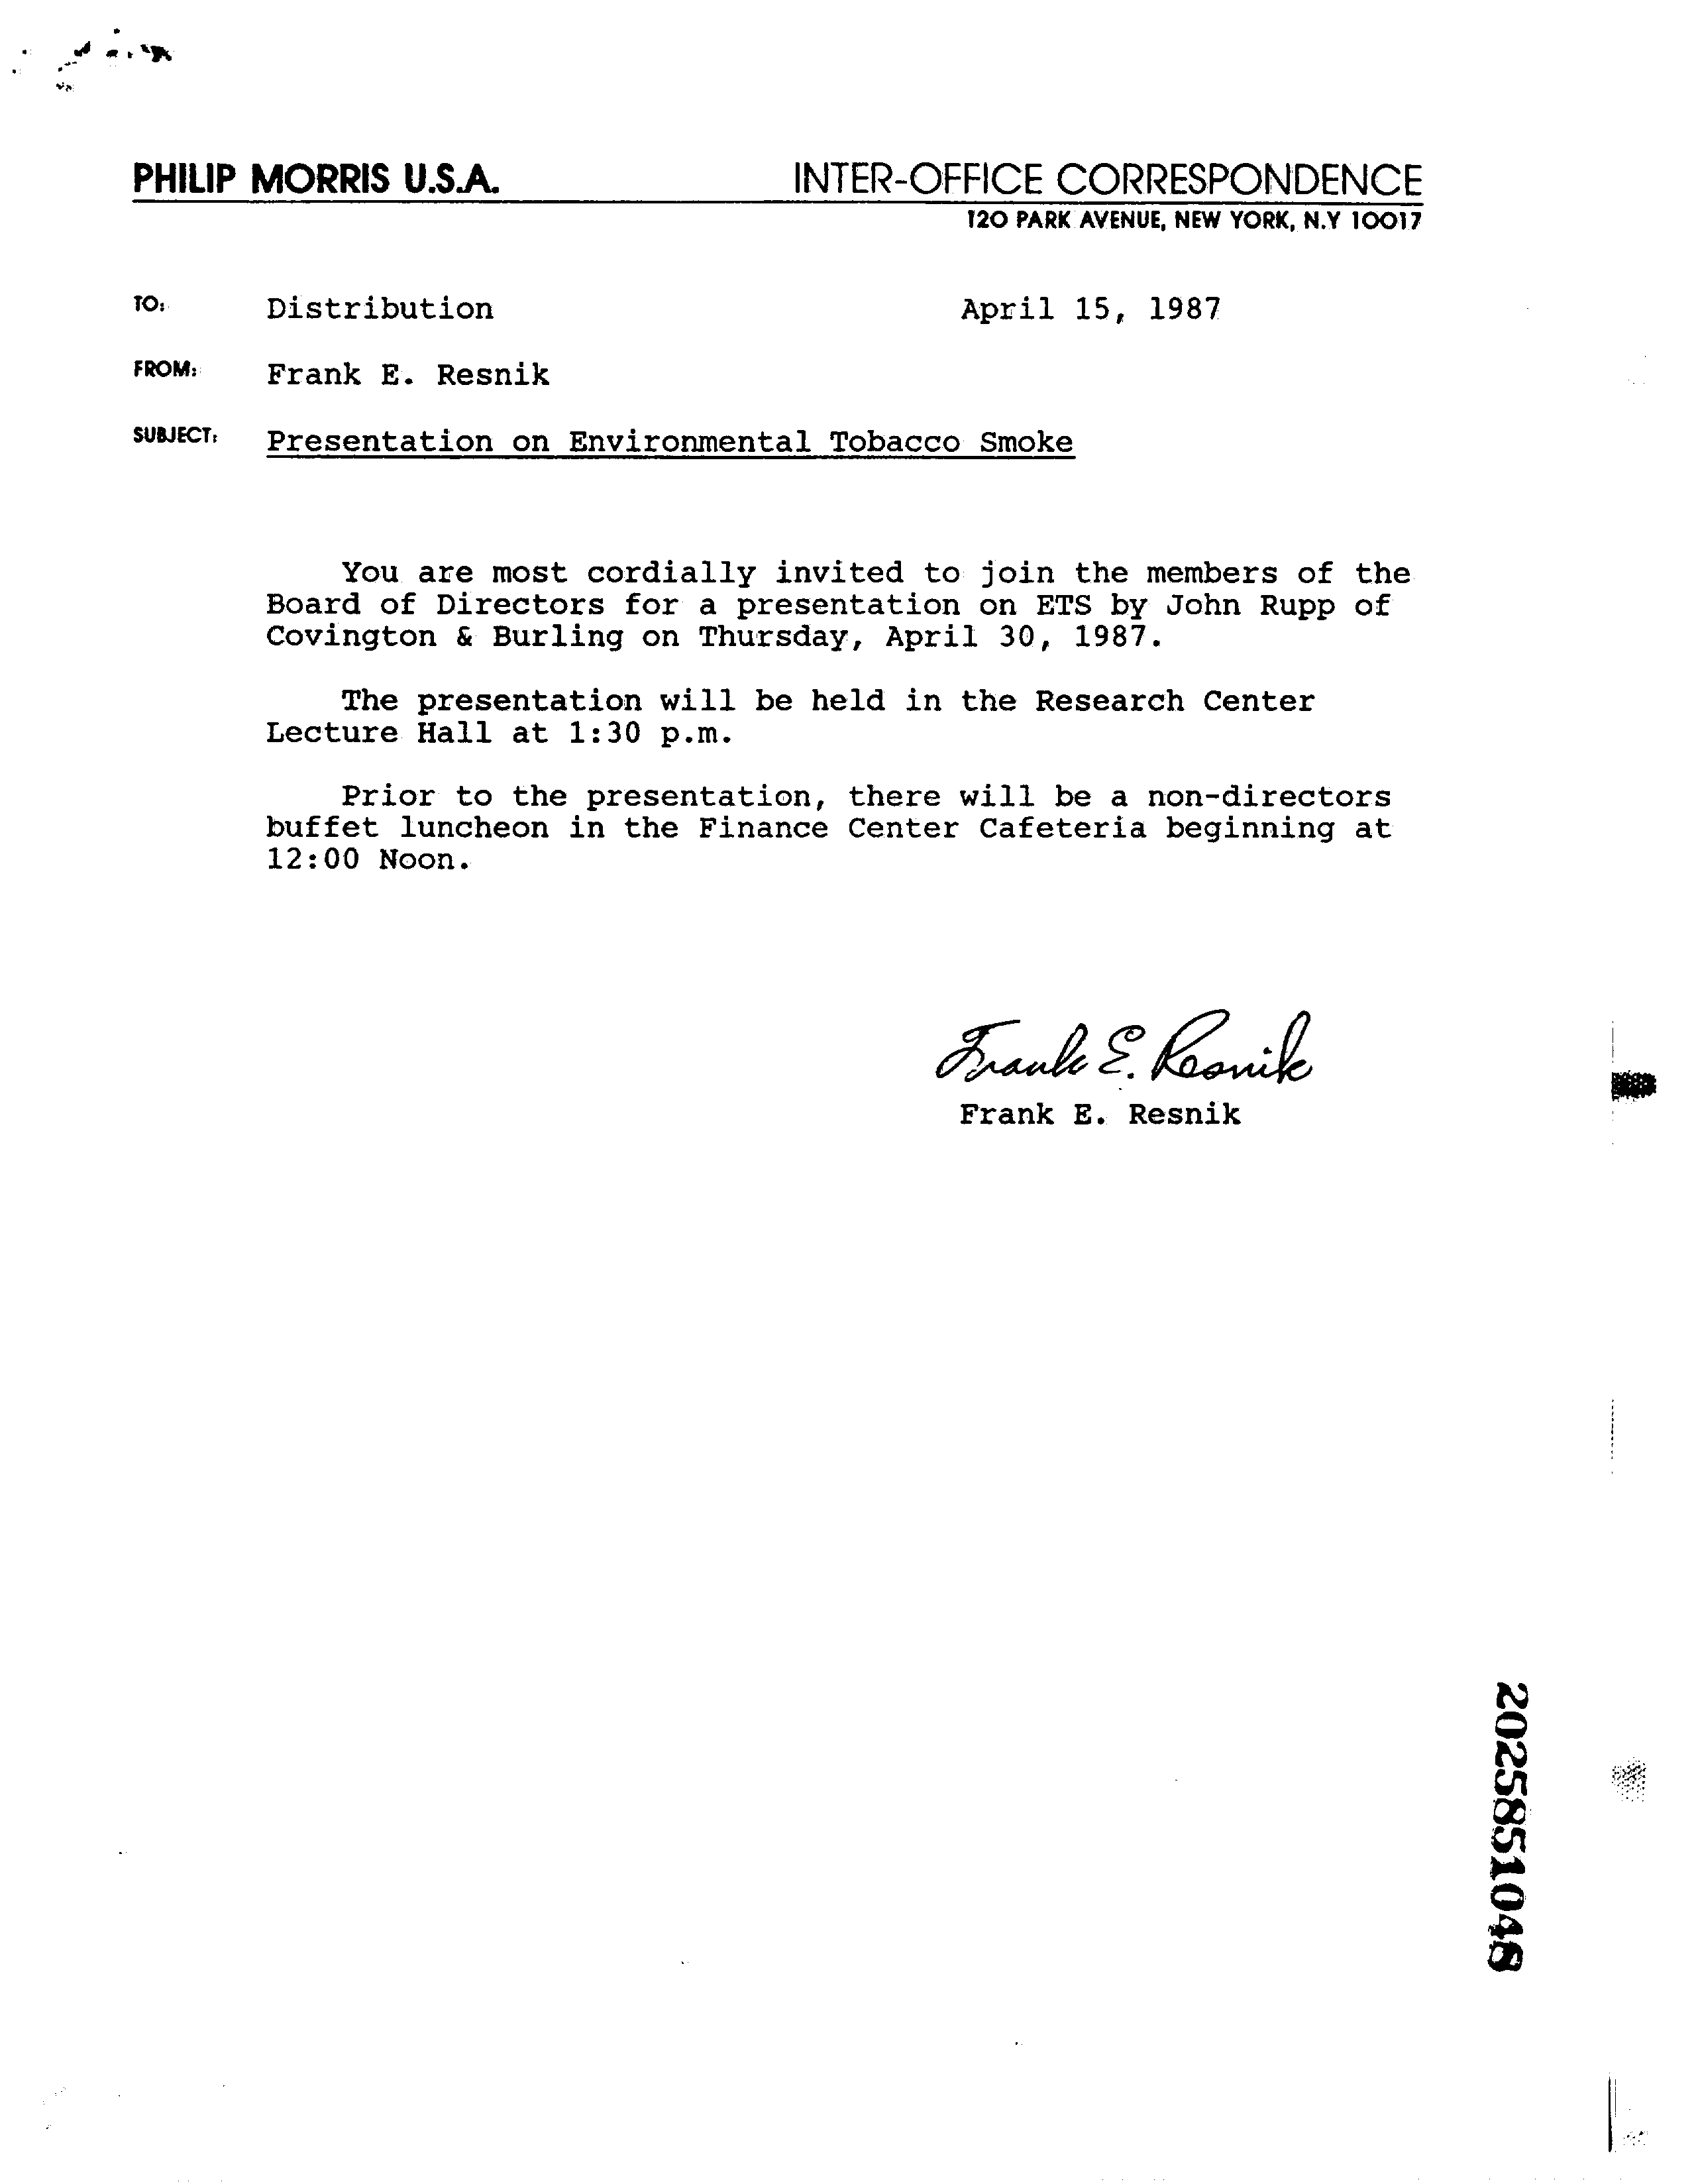 PHILIP MORRIS U.S.A. INTER-OFFICE CORRESPONDENCE
120 PARK AVENUE, NEW YORK, N.Y 10017
TO: Distribution April 15, 1987
FROM: Frank E. Resnik
SUBJECT: Presentation on Environmental Tobacco Smoke
You are most cordially invited to join the members of the
Board of Directors for a presentation on ETS by John Rupp of
Covington & Burling on Thursday, April 30, 1987.
The presentation will be held in the Research Center
Lecture Hall at 1:30 p.m.
Prior to the presentation, there will be a non-directors
buffet luncheon in the Finance Center Cafeteria beginning at
12:00 Noon.
Frank E. Resnik
Frank E. Resnik
2025851048